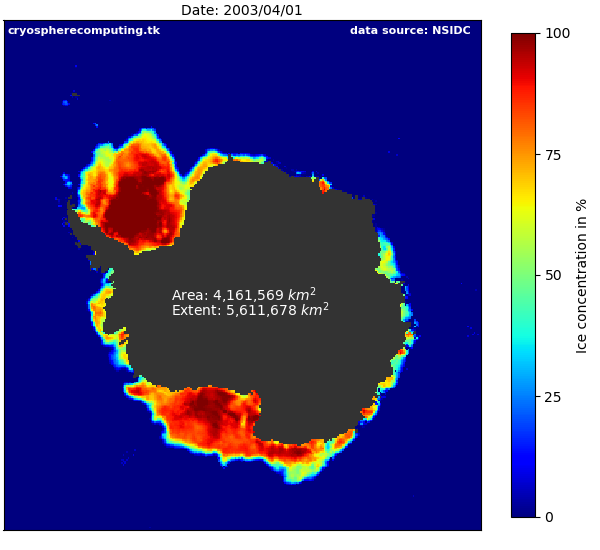 Date: 2003/04/01
cryospherecomputing.tk data source: NSIDC
Area: 4,161,569 km²
Extent: 5,611,678 km²
100
75
50
25
0
Ice concentration in %